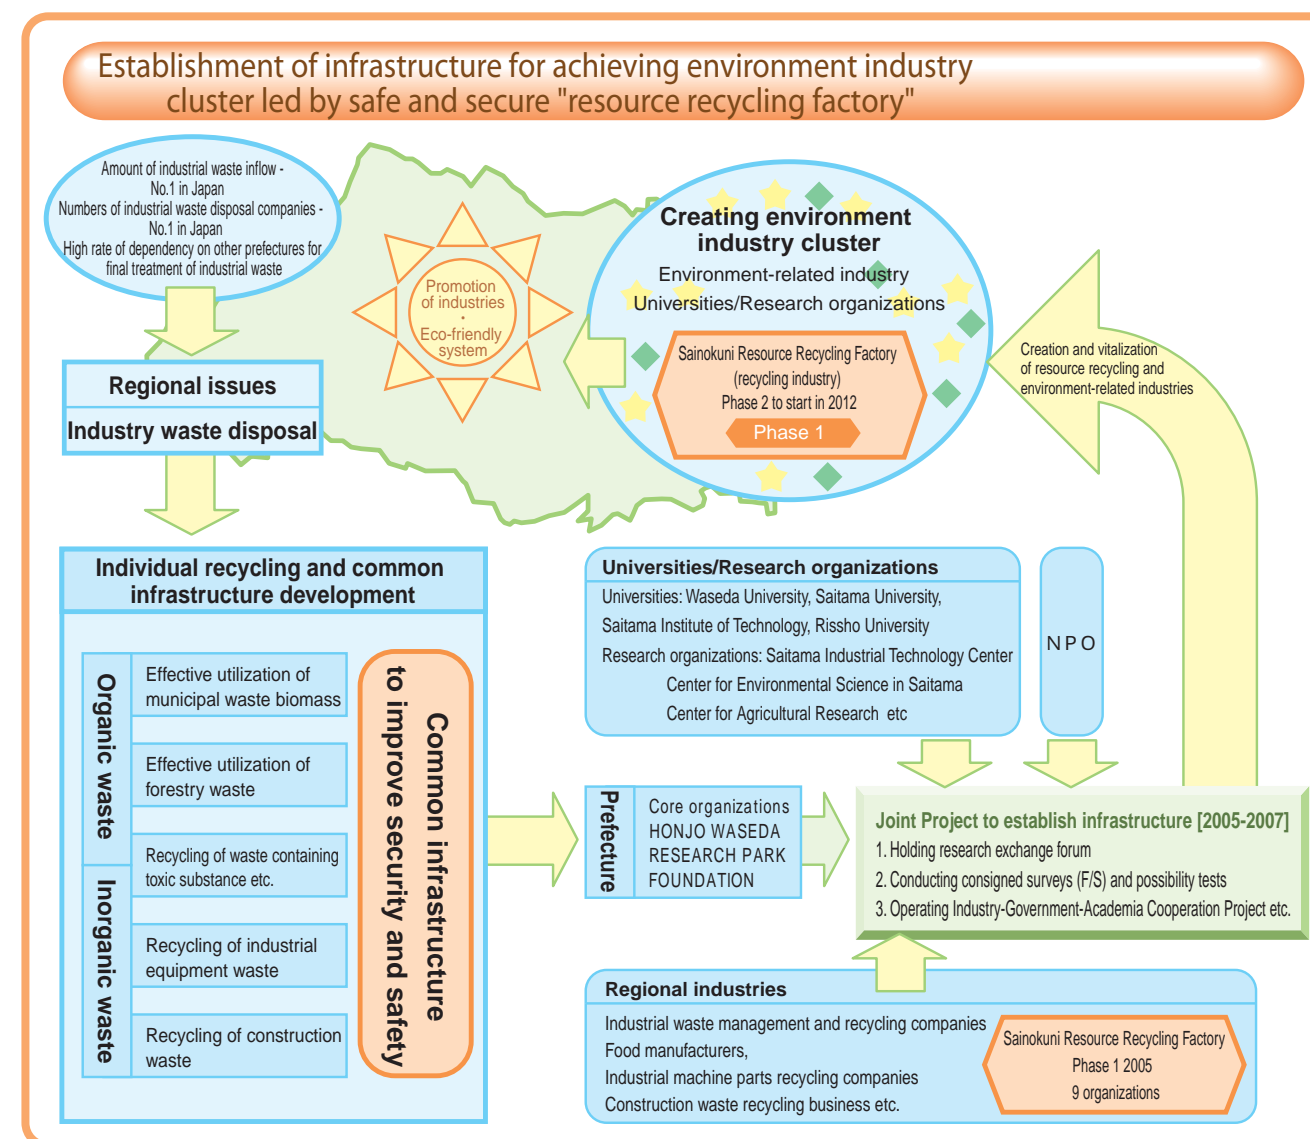 Establishment of infrastructure for achieving environment industry
cluster led by safe and secure "resource recycling factory"
Amount of industrial waste inflow -
No.1 in Japan
Numbers of industrial waste disposal companies -
No.1 in Japan
High rate of dependency on other prefectures for
final treatment of industrial waste
Regional issues
Industry waste disposal
Promotion
of industries
・
Eco-friendly
system
Creating environment
industry cluster
Environment-related industry
Universities/Research organizations
Sainokuni Resource Recycling Factory
(recycling industry)
Phase 2 to start in 2012
Phase 1
Creation and vitalization
of resource recycling and
environment-related industries
Individual recycling and common
infrastructure development
Organic waste
Effective utilization of
municipal waste biomass
Effective utilization of
forestry waste
Recycling of waste containing
toxic substance etc.
Inorganic waste
Recycling of industrial
equipment waste
Recycling of construction
waste
Common infrastructure
to improve security and safety
Universities/Research organizations
Universities: Waseda University, Saitama University,
Saitama Institute of Technology, Rissho University
Research organizations: Saitama Industrial Technology Center
Center for Environmental Science in Saitama
Center for Agricultural Research etc
NPO
Prefecture
Core organizations
HONJO WASEDA
RESEARCH PARK
FOUNDATION
Joint Project to establish infrastructure [2005-2007]
1. Holding research exchange forum
2. Conducting consigned surveys (F/S) and possibility tests
3. Operating Industry-Government-Academia Cooperation Project etc.
Regional industries
Industrial waste management and recycling companies
Food manufacturers,
Industrial machine parts recycling companies
Construction waste recycling business etc.
Sainokuni Resource Recycling Factory
Phase 1 2005
9 organizations